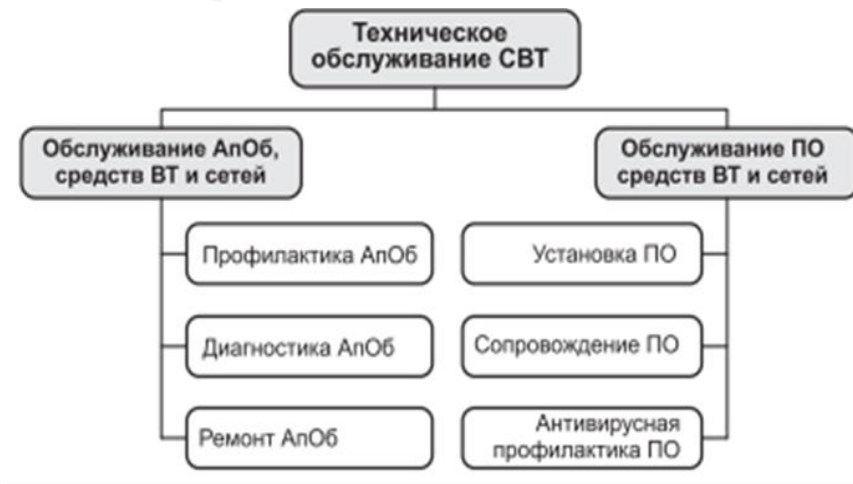 Техническое
обслуживание СВТ
Обслуживание АпОб,
средств ВТ и сетей
Обслуживание ПО
средств ВТ и сетей
Профилактика АпОб
Установка ПО
Диагностика АпОб
Сопровождение ПО
Ремонт АпОб
Антивирусная
профилактика ПО